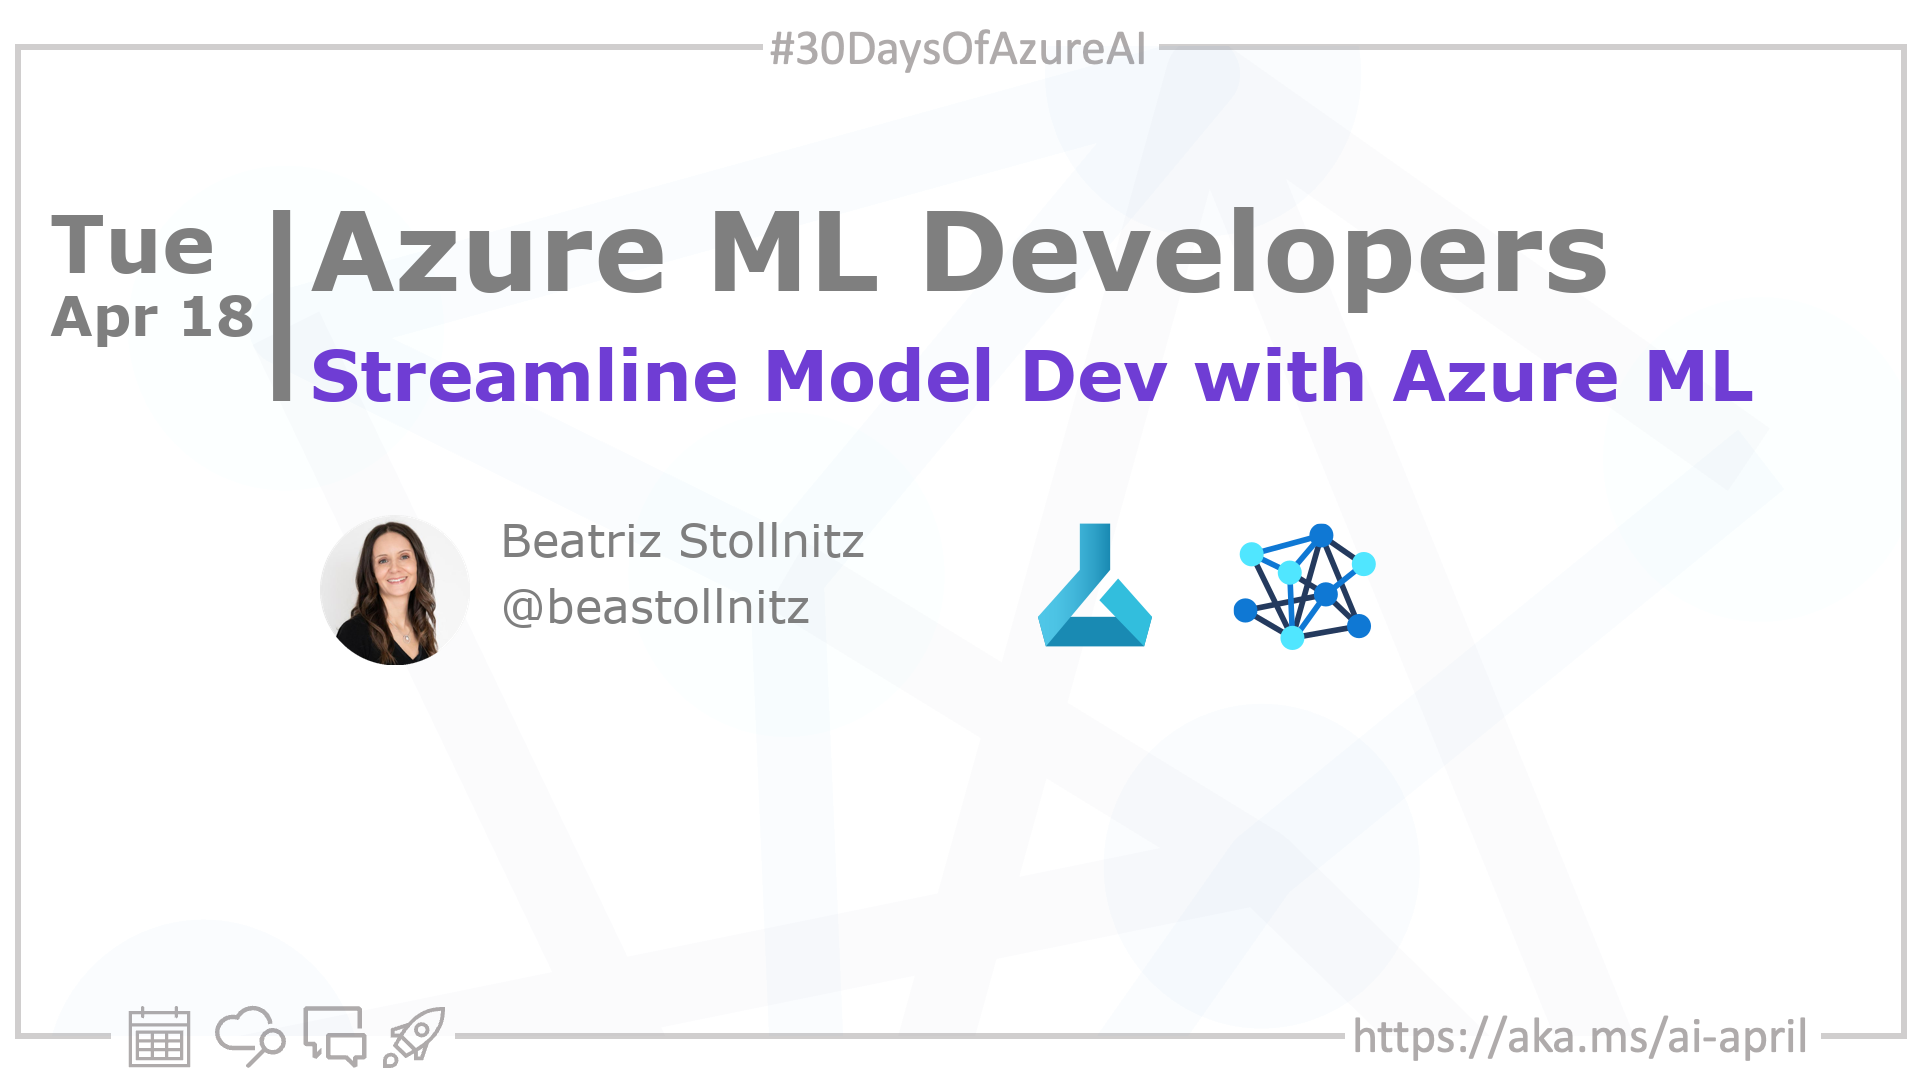 #30DaysOfAzureAI
Tue
Apr 18
Azure ML Developers
Streamline Model Dev with Azure ML
Beatriz Stollnitz
@beastollnitz
https://aka.ms/ai-april